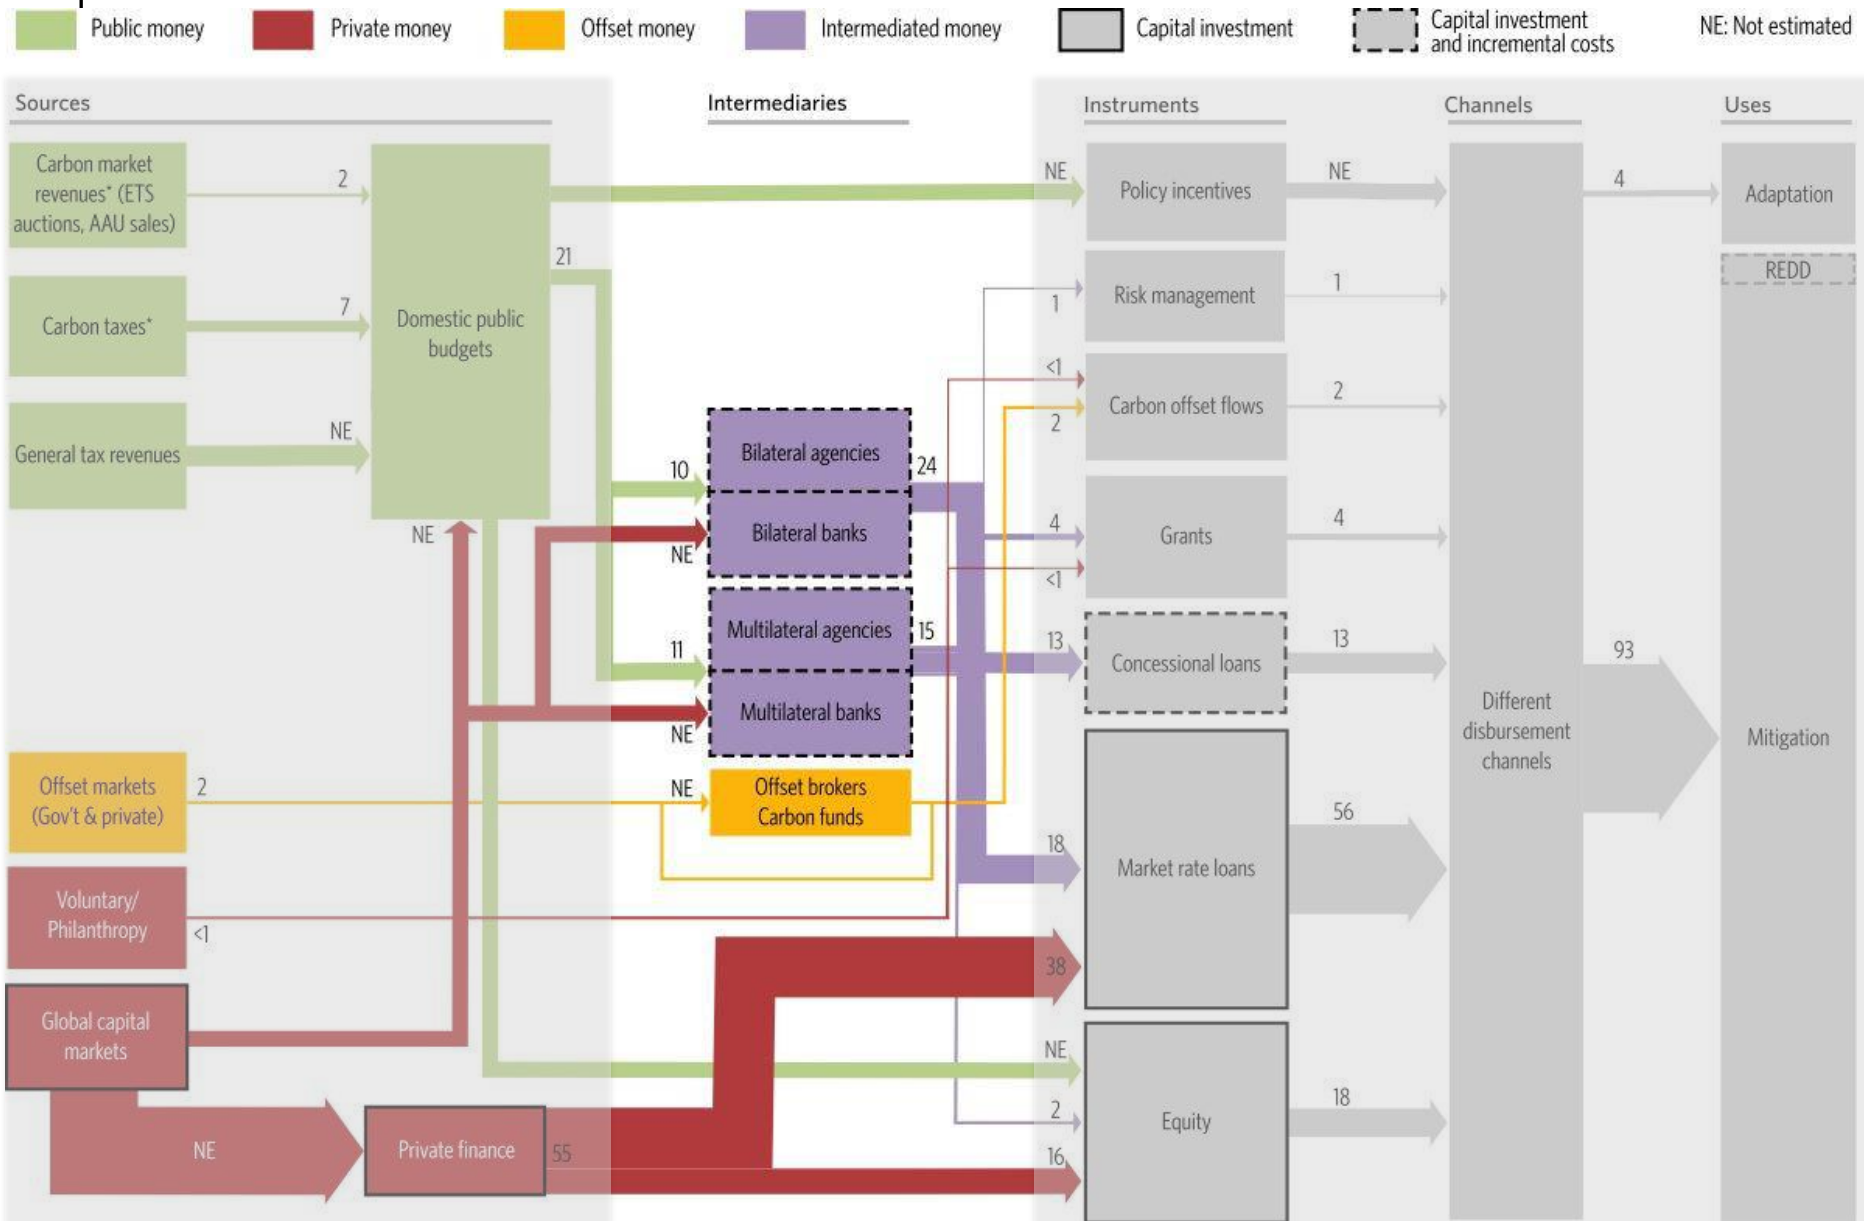 Public money
Private money
Offset money
Intermediated money
Capital investment
Capital investment
and incremental costs
NE: Not estimated
Sources
Intermediaries
Instruments
Channels
Uses
Carbon market
revenues* (ETS
auctions, AAU sales)
2
Carbon taxes*
7
General tax revenues
NE
Domestic public
budgets
21
NE
Offset markets
(Gov't & private)
2
Voluntary/
Philanthropy
<1
Global capital
markets
NE
Private finance
55
10
NE
11
NE
NE
Bilateral agencies
Bilateral banks
24
Multilateral agencies
Multilateral banks
15
Offset brokers
Carbon funds
NE
Policy incentives
NE
1
Risk management
1
<1
2
Carbon offset flows
2
4
<1
Grants
4
13
Concessional loans
13
18
38
Market rate loans
56
NE
2
16
Equity
18
Different
disbursement
channels
4
93
Adaptation
REDD
Mitigation